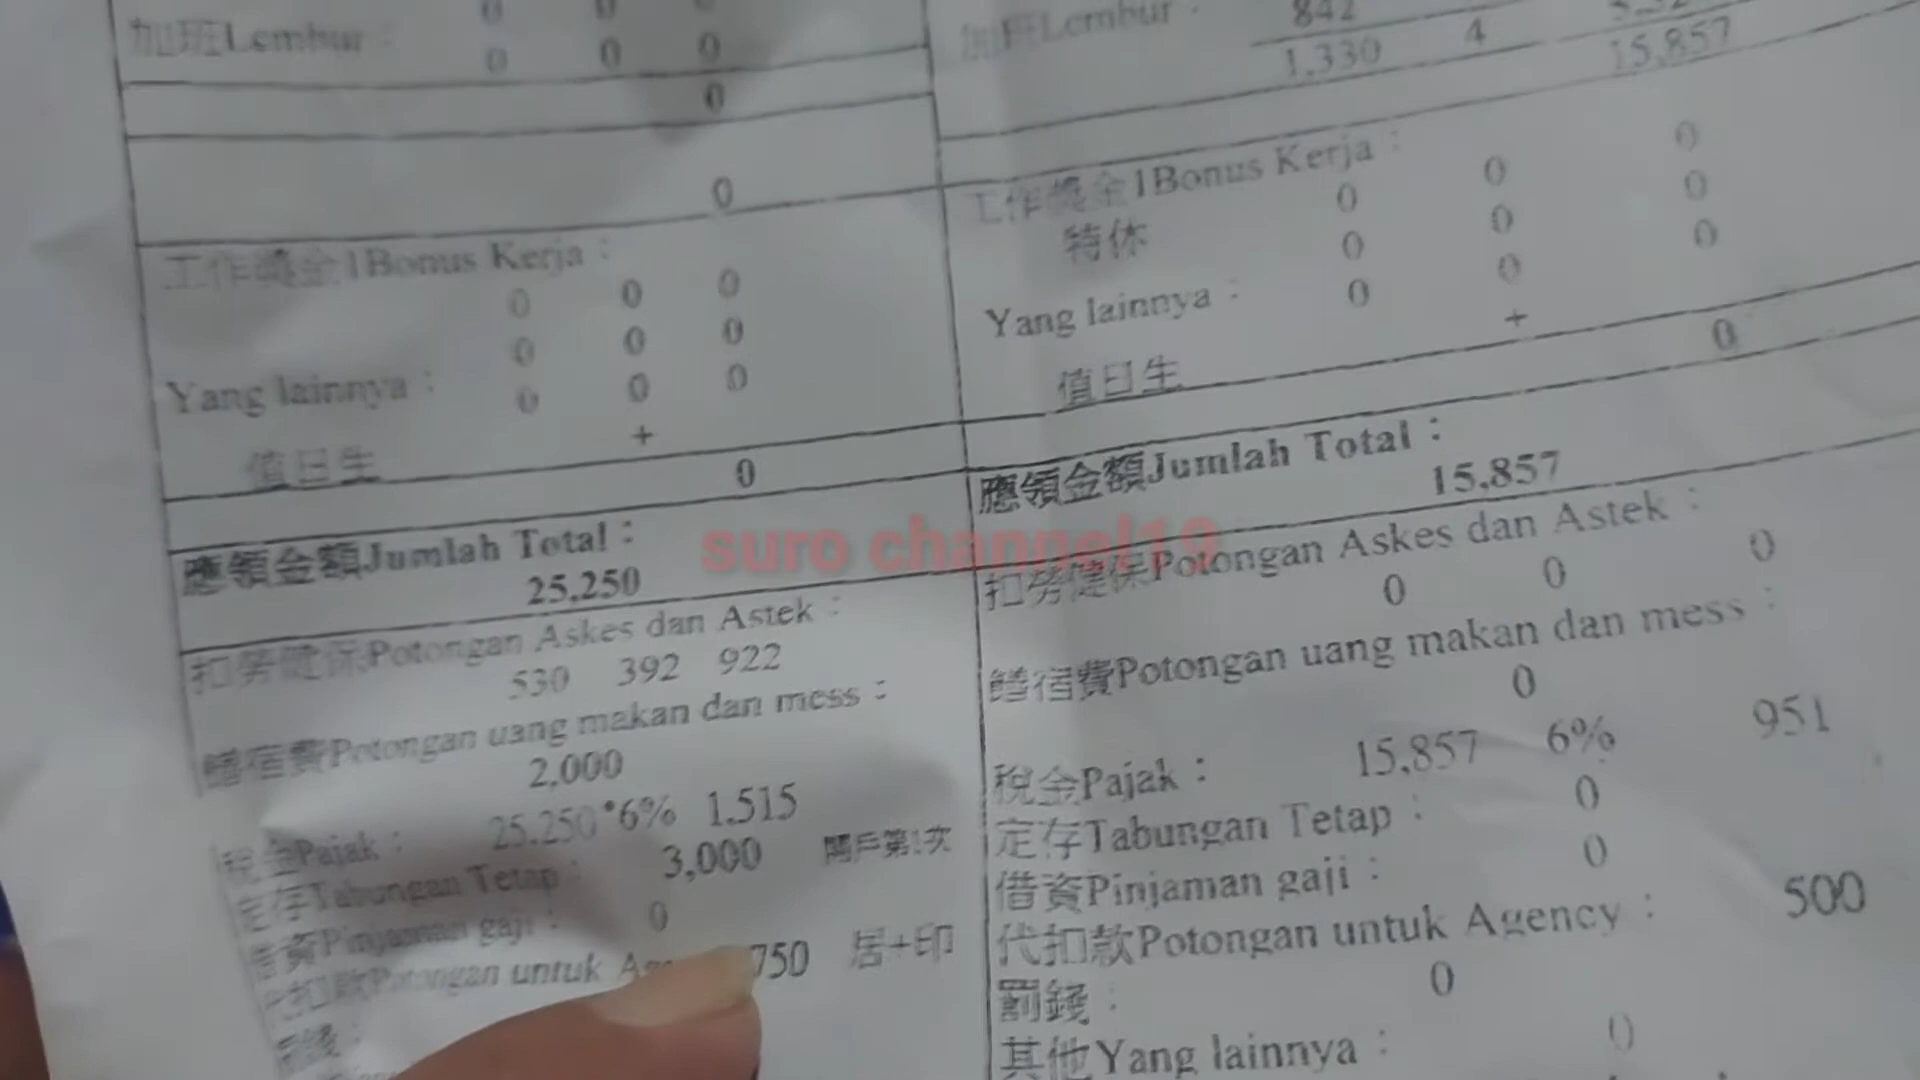 加班Lembur：
0 0 0
0
0
工作獎金1Bonus Kerja：
0 0 0
0 0 0
Yang lainnya： 0 0 0
值日生 +
0
應領金額Jumlah Total：
25,250
扣勞健保Potongan Askes dan Astek：
530 392 922
膳宿費Potongan uang makan dan mess：
2,000
稅金Pajak： 25,250*6% 1,515
定存Tabungan Tetap： 3,000 開戶第1次
借資Pinjaman gaji： 0
代扣款Potongan untuk 750 居+印
加班Lembur： 842
1,330 4 15,857
工作獎金1Bonus Kerja：
0 0 0
特休 0 0 0
Yang lainnya： 0 0 0
值日生 +
0
應領金額Jumlah Total：
15,857
扣勞健保Potongan Askes dan Astek：
0 0 0
膳宿費Potongan uang makan dan mess：
0
稅金Pajak： 15,857 6% 951
定存Tabungan Tetap： 0
借資Pinjaman gaji： 0
代扣款Potongan untuk Agency： 500
罰錢： 0
其他Yang lainnya： 0
suro channel19